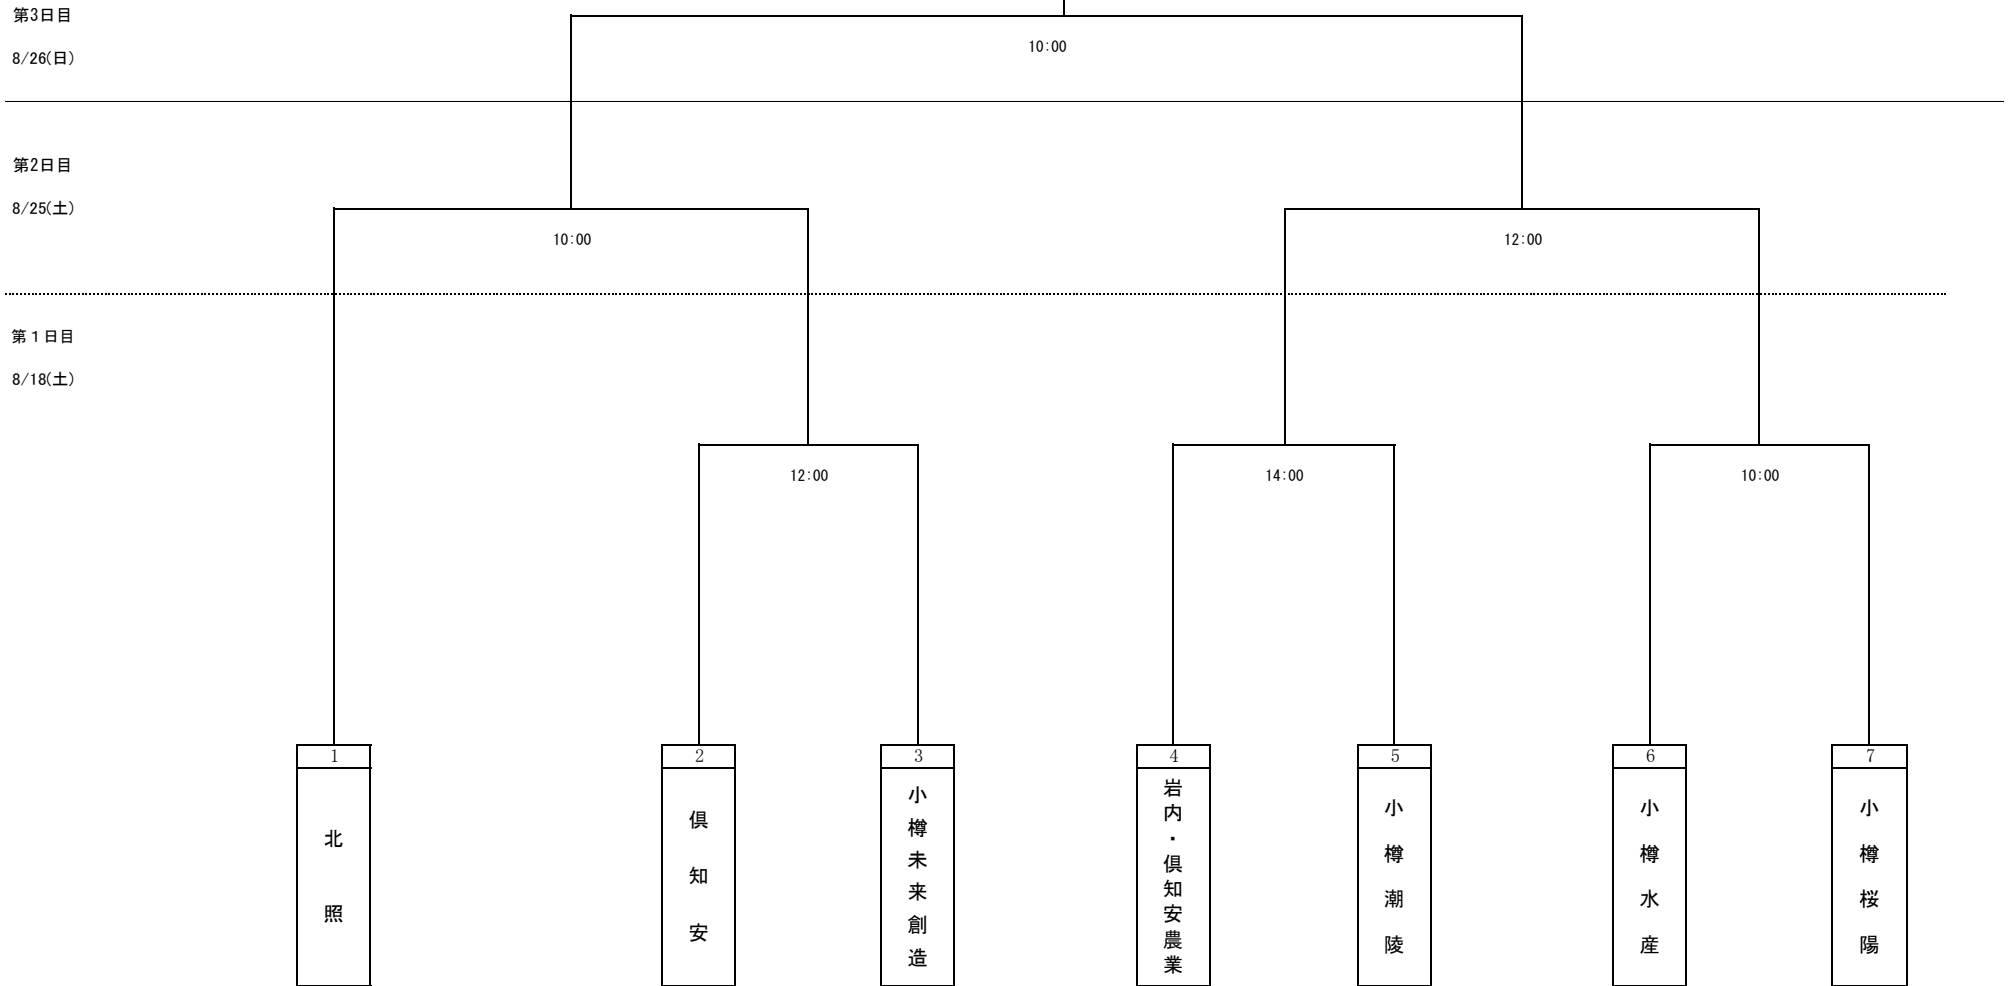 第3日目
10:00
8/26(日)
第2日目
8/25(土)
10:00
12:00
第１日目
8/18(土)
12:00
14:00
10:00
1
2
3
4
5
6
7
北照
倶知安
小樽未来創造
岩内・倶知安農業
小樽潮陵
小樽水産
小樽桜陽